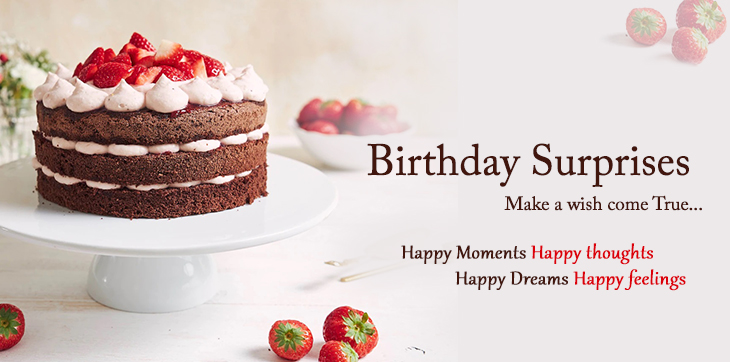 Birthday Surprises
Make a wish come True...
Happy Moments Happy thoughts
Happy Dreams Happy feelings